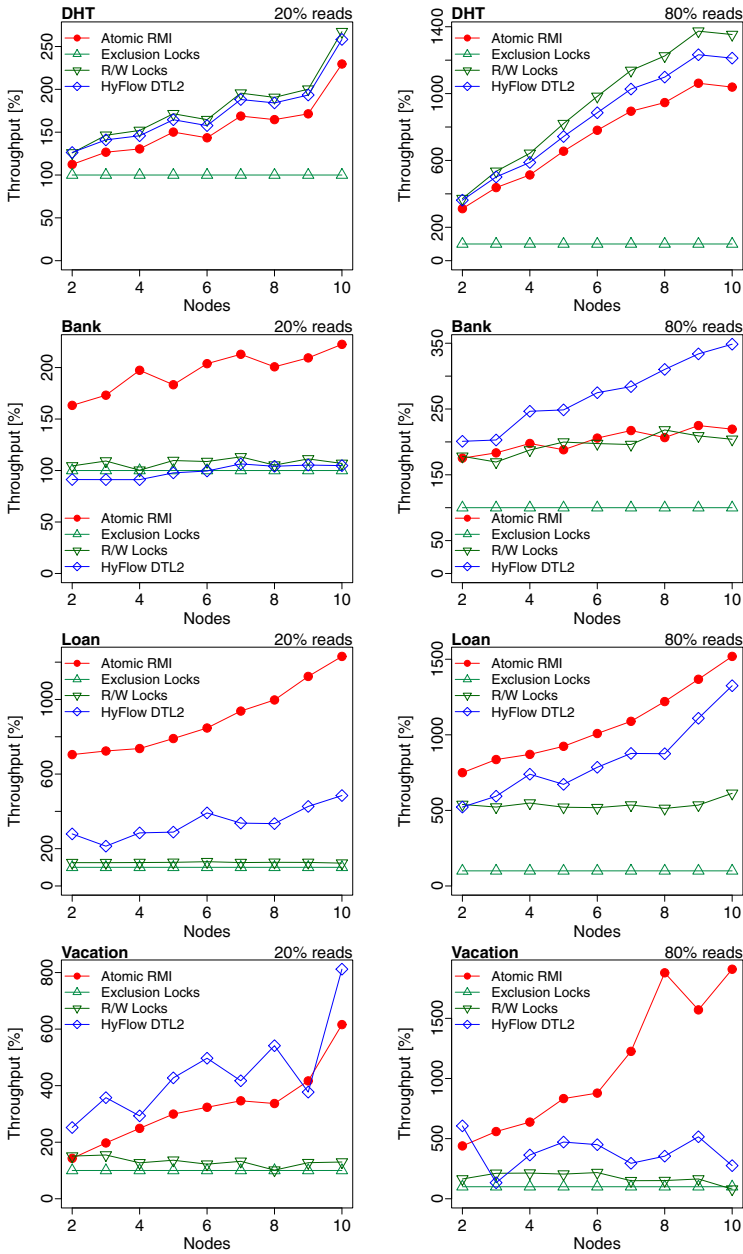 DHT 20% reads
Atomic RMI
Exclusion Locks
R/W Locks
HyFlow DTL2
Throughput [%]
0 50 100 150 200 250
2 4 6 8 10
Nodes
DHT 80% reads
Atomic RMI
Exclusion Locks
R/W Locks
HyFlow DTL2
Throughput [%]
200 600 1000 1400
2 4 6 8 10
Nodes
Bank 20% reads
Throughput [%]
0 50 100 150 200
Atomic RMI
Exclusion Locks
R/W Locks
HyFlow DTL2
2 4 6 8 10
Nodes
Bank 80% reads
Throughput [%]
0 50 150 250 350
Atomic RMI
Exclusion Locks
R/W Locks
HyFlow DTL2
2 4 6 8 10
Nodes
Loan 20% reads
Atomic RMI
Exclusion Locks
R/W Locks
HyFlow DTL2
Throughput [%]
0 200 600 1000
2 4 6 8 10
Nodes
Loan 80% reads
Atomic RMI
Exclusion Locks
R/W Locks
HyFlow DTL2
Throughput [%]
0 500 1000 1500
2 4 6 8 10
Nodes
Vacation 20% reads
Atomic RMI
Exclusion Locks
R/W Locks
HyFlow DTL2
Throughput [%]
0 200 400 600 800
2 4 6 8 10
Nodes
Vacation 80% reads
Atomic RMI
Exclusion Locks
R/W Locks
HyFlow DTL2
Throughput [%]
0 500 1000 1500
2 4 6 8 10
Nodes